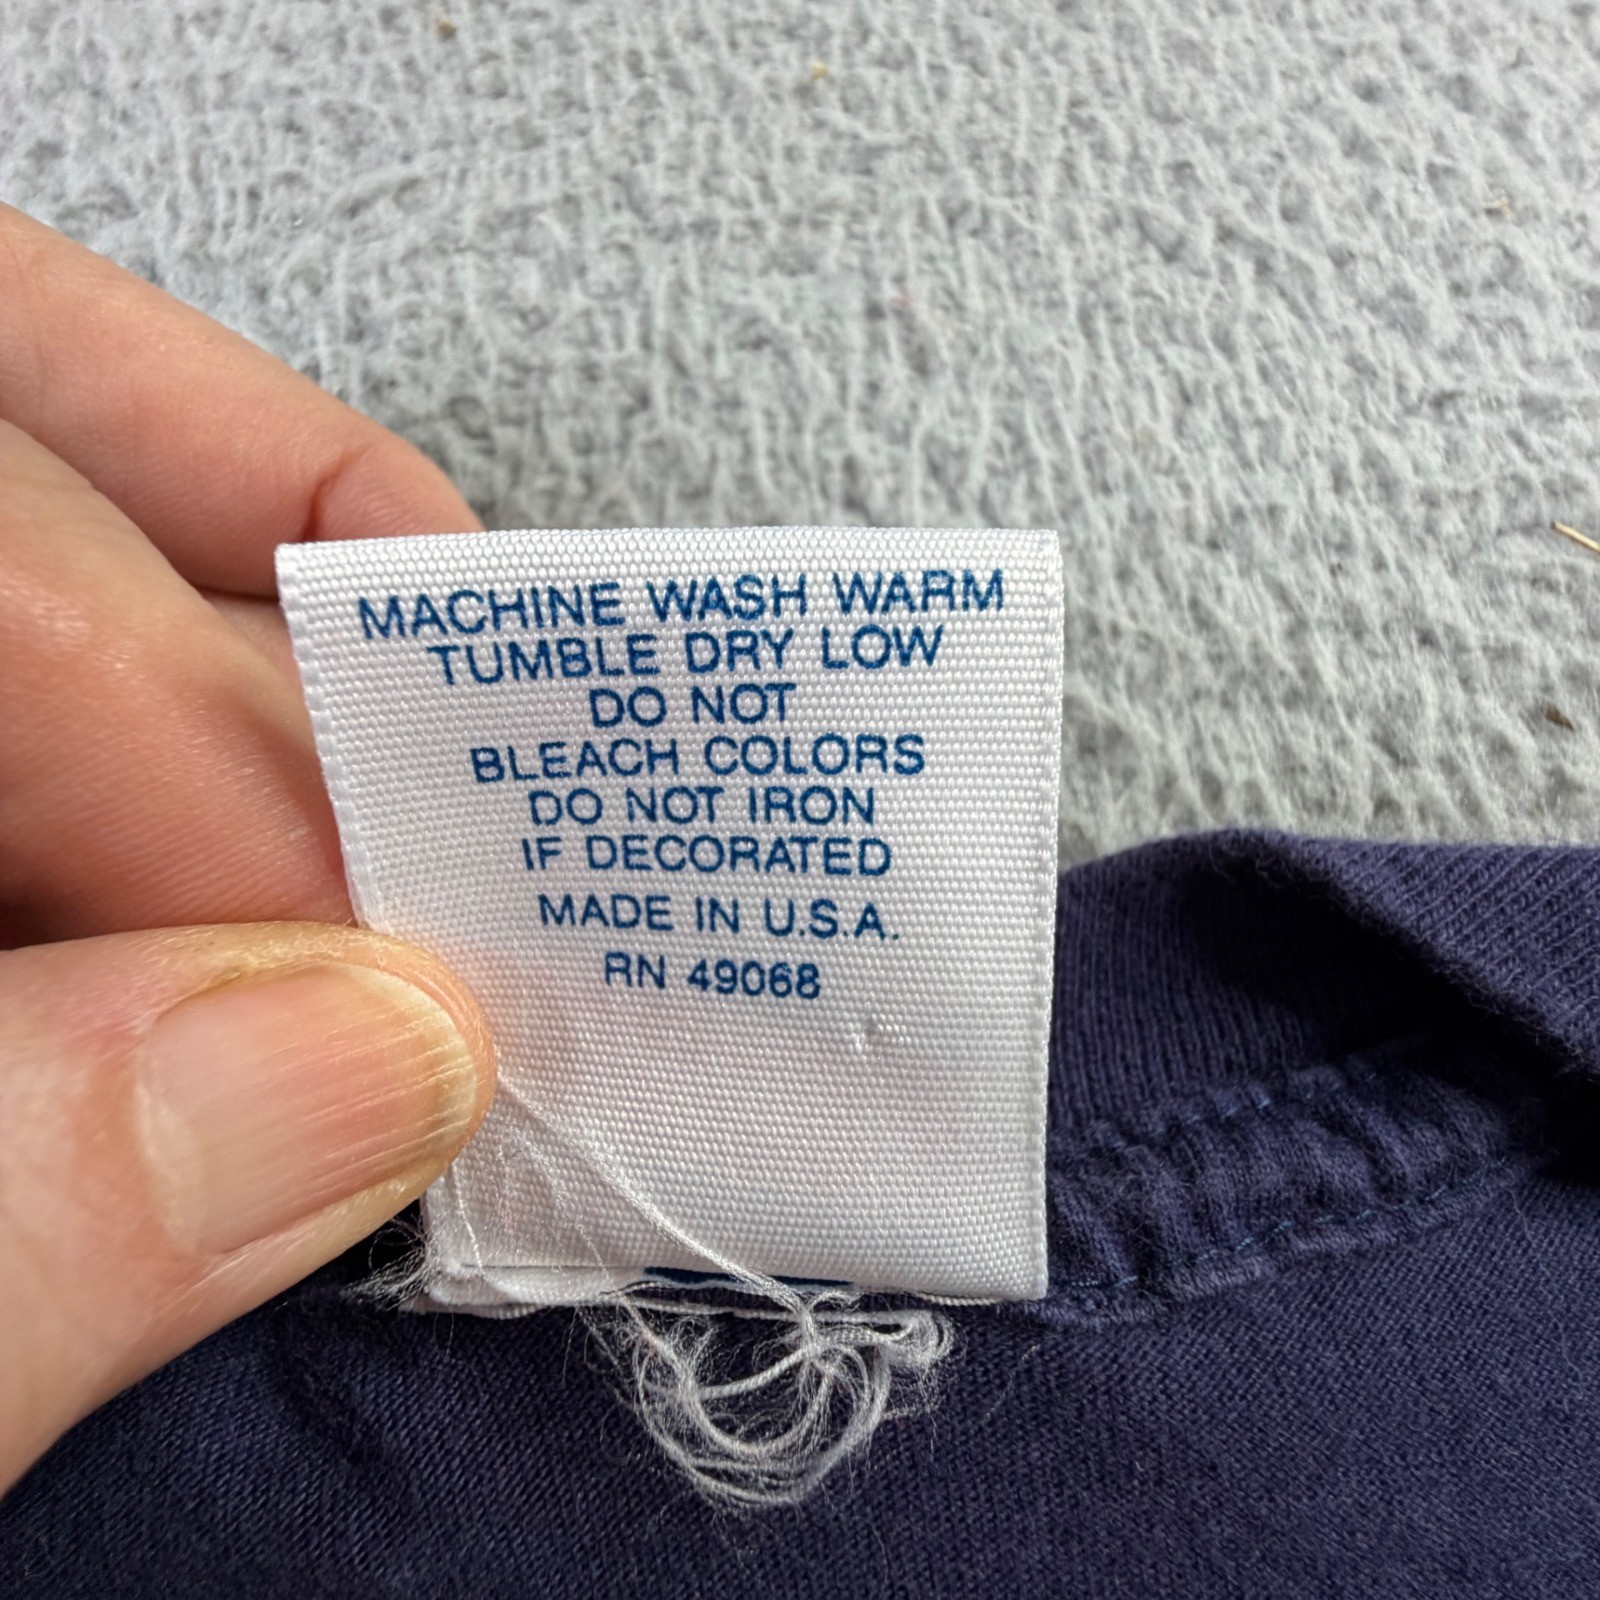 MACHINE WASH WARM
TUMBLE DRY LOW
DO NOT
BLEACH COLORS
DO NOT IRON
IF DECORATED
MADE IN U.S.A.
RN 49068